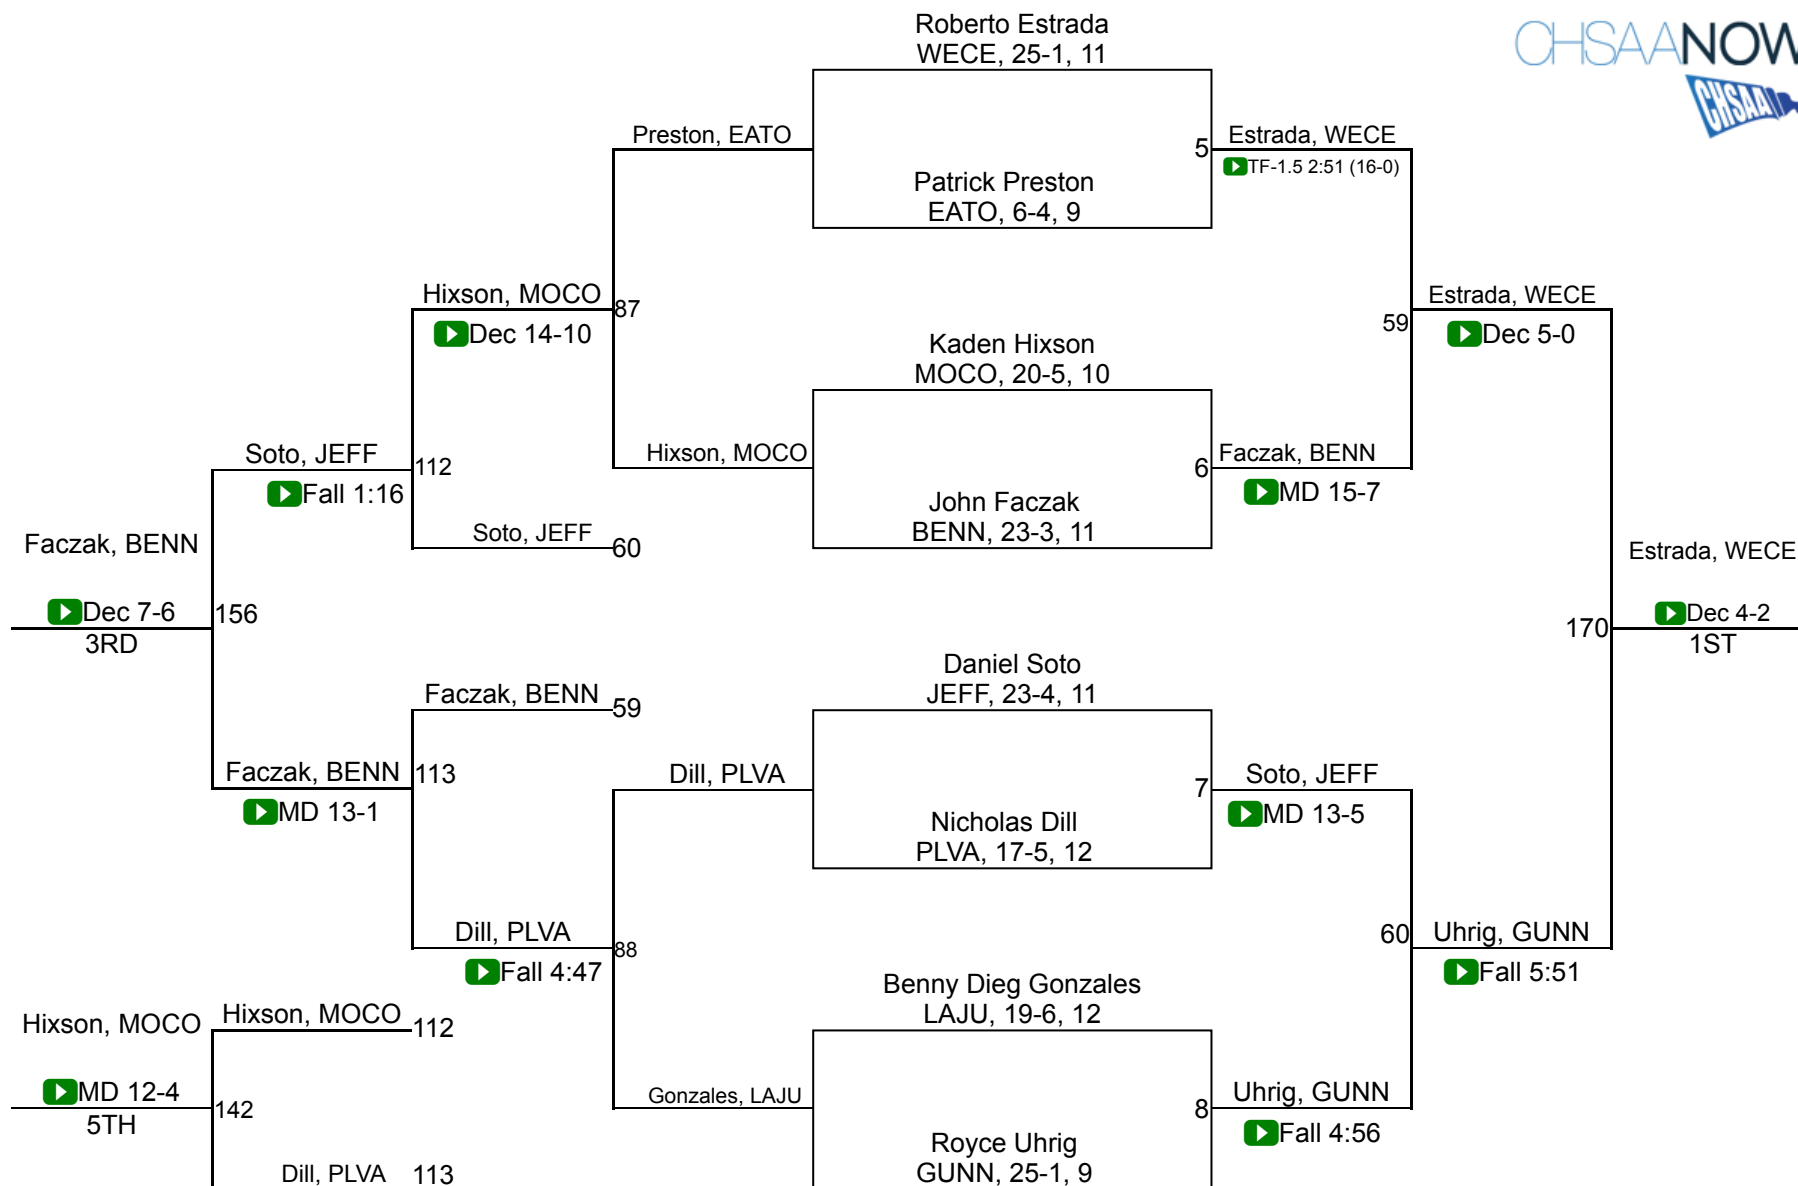 CHSAANOW
CHSAA
Roberto Estrada
WECE, 25-1, 11
Preston, EATO
5
Estrada, WECE
TF-1.5 2:51 (16-0)
Patrick Preston
EATO, 6-4, 9
Hixson, MOCO
87
Dec 14-10
Estrada, WECE
59
Dec 5-0
Kaden Hixson
MOCO, 20-5, 10
Soto, JEFF
112
Fall 1:16
Hixson, MOCO
6
Faczak, BENN
MD 15-7
John Faczak
BENN, 23-3, 11
Soto, JEFF
60
Faczak, BENN
Dec 7-6
156
3RD
Estrada, WECE
170
Dec 4-2
1ST
Daniel Soto
JEFF, 23-4, 11
Faczak, BENN
59
Faczak, BENN
113
MD 13-1
Dill, PLVA
7
Soto, JEFF
MD 13-5
Nicholas Dill
PLVA, 17-5, 12
Dill, PLVA
88
Fall 4:47
60
Uhrig, GUNN
Fall 5:51
Benny Dieg Gonzales
LAJU, 19-6, 12
Hixson, MOCO
Hixson, MOCO
112
MD 12-4
142
5TH
Gonzales, LAJU
8
Uhrig, GUNN
Fall 4:56
Royce Uhrig
GUNN, 25-1, 9
Dill, PLVA
113